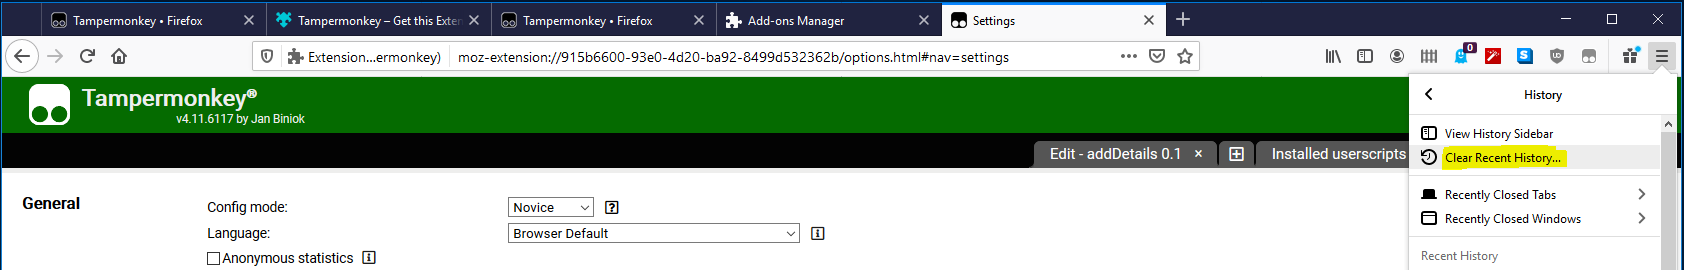 Tampermonkey • Firefox
Tampermonkey – Get this Exten
Tampermonkey • Firefox
Add-ons Manager
Settings
Extension...ermonkey)
moz-extension://915b6600-93e0-4d20-ba92-8499d532362b/options.html#nav=settings
0
S
UD
Tampermonkey®
v4.11.6117 by Jan Biniok
Edit - addDetails 0.1
Installed userscripts
General
Config mode:
Novice
Language:
Browser Default
Anonymous statistics
History
View History Sidebar
Clear Recent History...
Recently Closed Tabs
Recently Closed Windows
Recent History